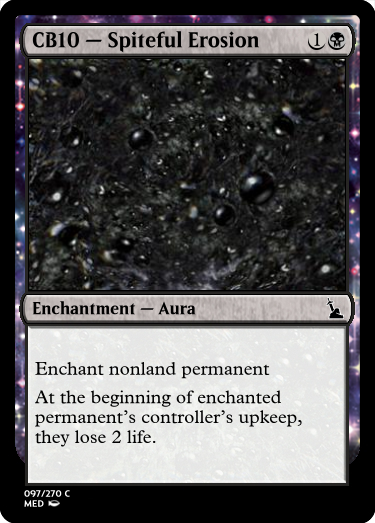 CB10 — Spiteful Erosion 1
Enchantment — Aura
Enchant nonland permanent
At the beginning of enchanted
permanent's controller's upkeep,
they lose 2 life.
097/270 C
MED